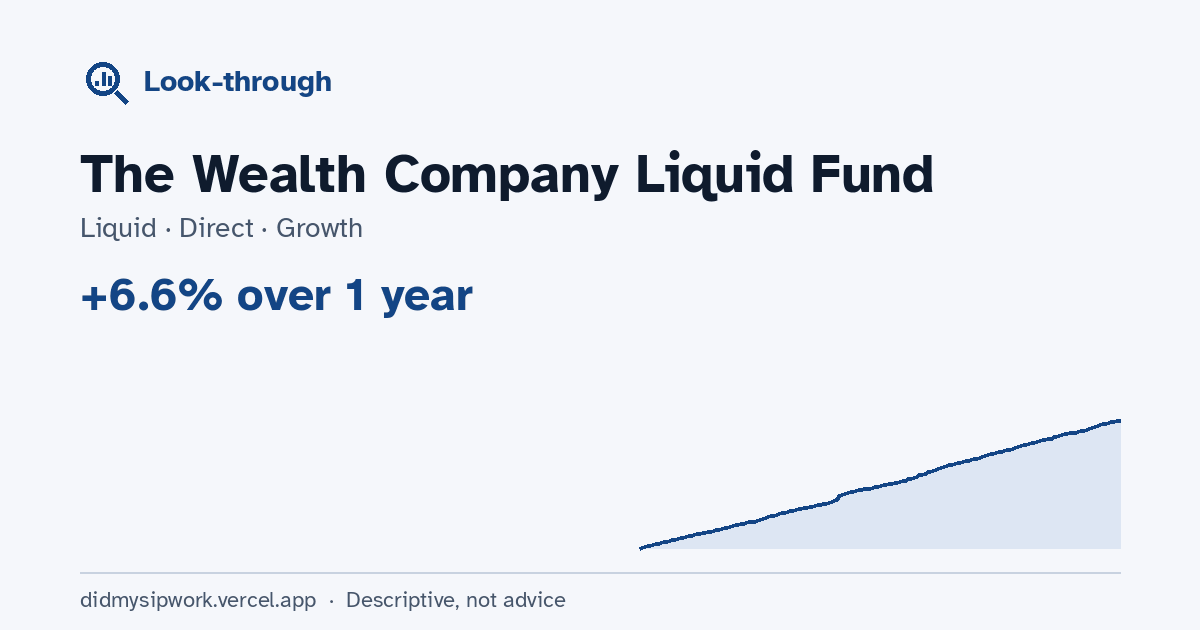 Look-through
The Wealth Company Liquid Fund
Liquid · Direct · Growth
+6.6% over 1 year
didmysipwork.vercel.app · Descriptive, not advice